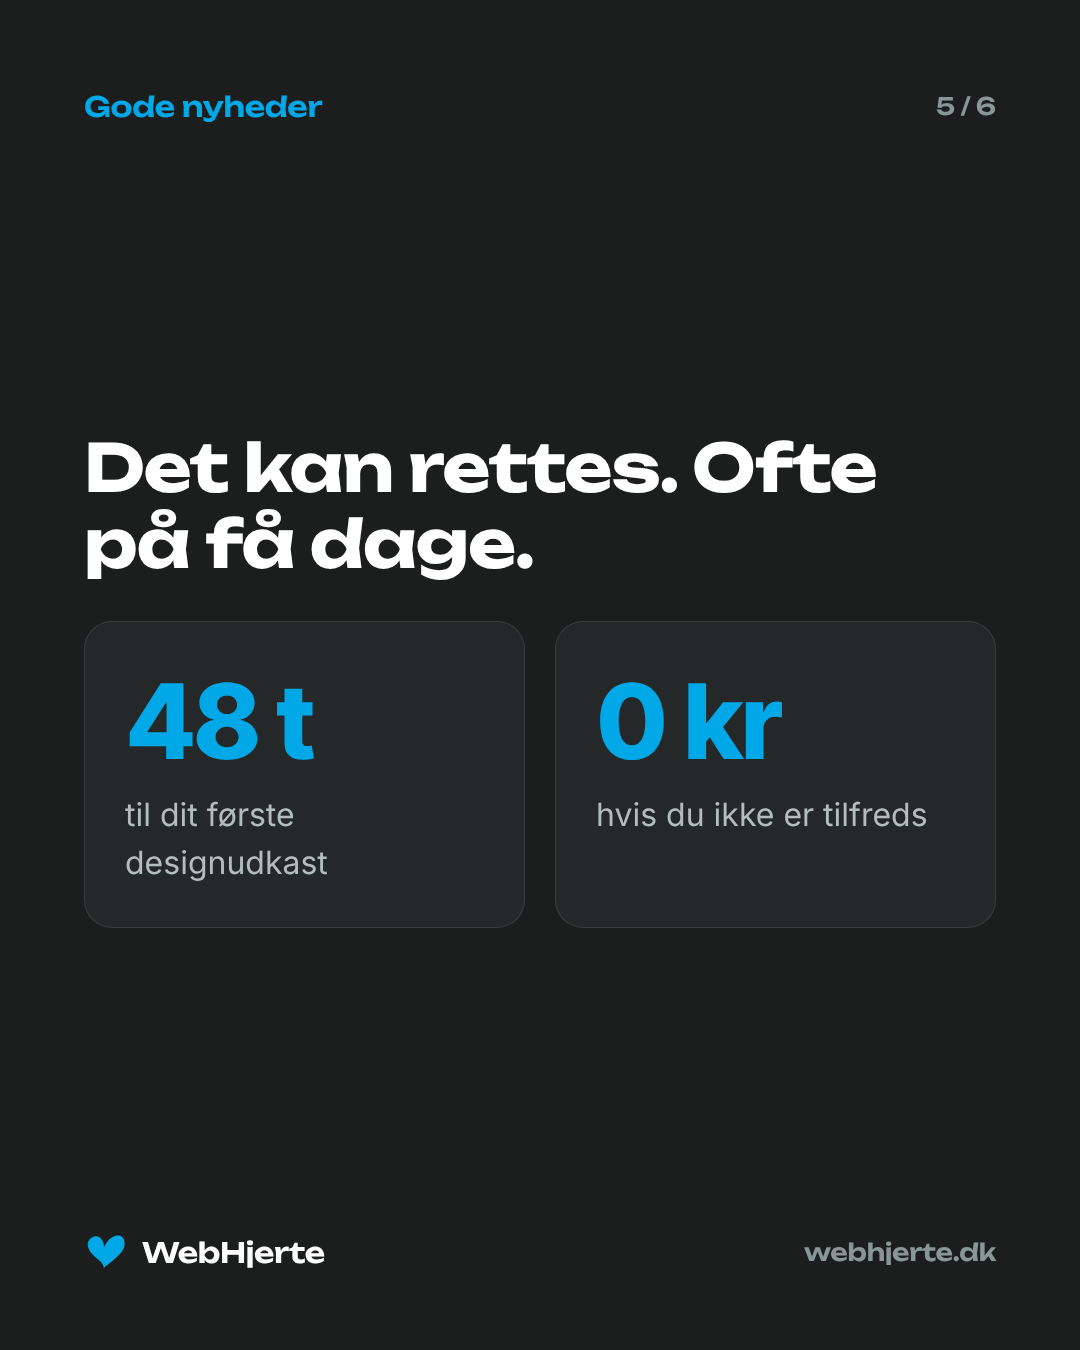 Gode nyheder
5 / 6
Det kan rettes. Ofte
på få dage.
48 t
til dit første
designudkast
0 kr
hvis du ikke er tilfreds
WebHjerte
webhjerte.dk